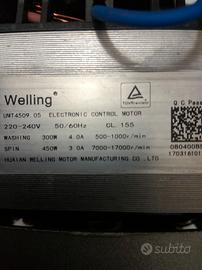 Welling
TÜVRheinland
Q C Pass
UMT4509.05 ELECTRONIC CONTROL MOTOR
220-240V 50/60Hz CL 155
WASHING 300W 4.0A 500-1000r/min
SPIN 450W 3.0A 7000-17000r/min
HUAIAN WELLING MOTOR MANUFACTURING CO .,LTD
subito